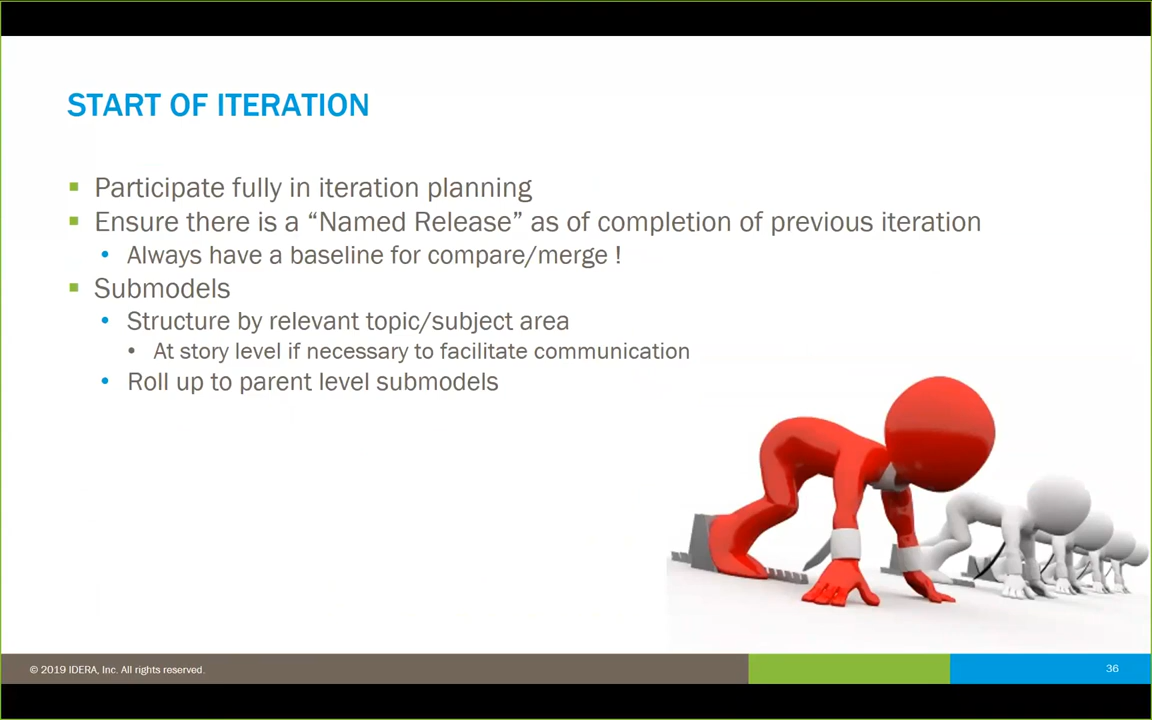 START OF ITERATION
Participate fully in iteration planning
Ensure there is a “Named Release” as of completion of previous iteration
Always have a baseline for compare/merge !
Submodels
Structure by relevant topic/subject area
At story level if necessary to facilitate communication
Roll up to parent level submodels
© 2019 IDERA, Inc. All rights reserved.
36